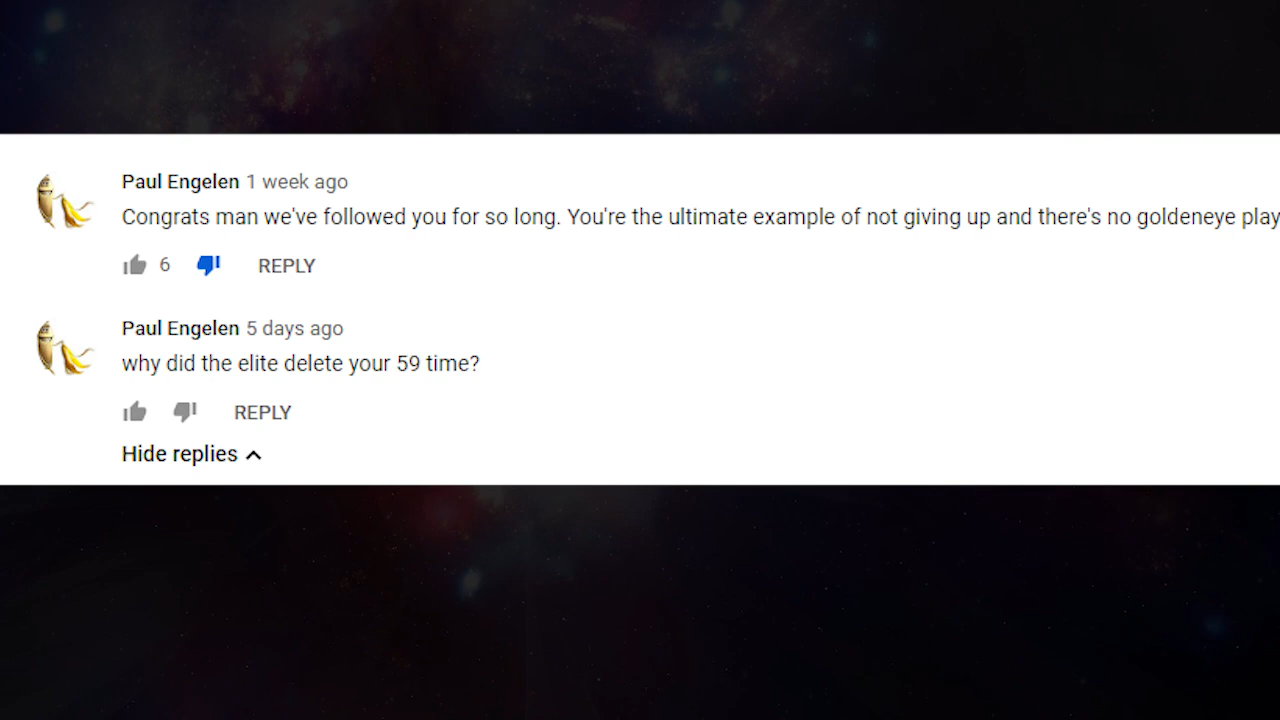 Paul Engelen 1 week ago
Congrats man we've followed you for so long. You're the ultimate example of not giving up and there's no goldeneye play
6 REPLY
Paul Engelen 5 days ago
why did the elite delete your 59 time?
REPLY
Hide replies